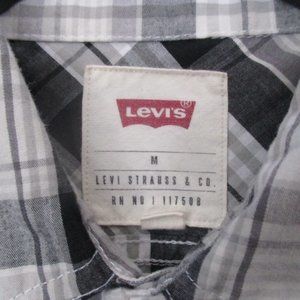 LEVI'S®
M
LEVI STRAUSS & CO.
RN NO | 117508